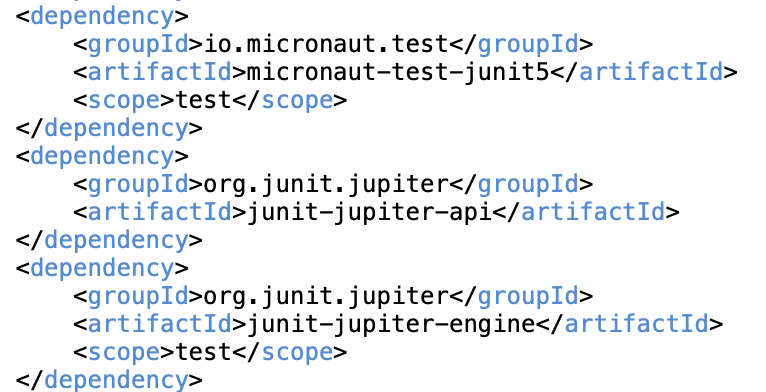 <dependency>
    <groupId>io.micronaut.test</groupId>
    <artifactId>micronaut-test-junit5</artifactId>
    <scope>test</scope>
</dependency>
<dependency>
    <groupId>org.junit.jupiter</groupId>
    <artifactId>junit-jupiter-api</artifactId>
</dependency>
<dependency>
    <groupId>org.junit.jupiter</groupId>
    <artifactId>junit-jupiter-engine</artifactId>
    <scope>test</scope>
</dependency>